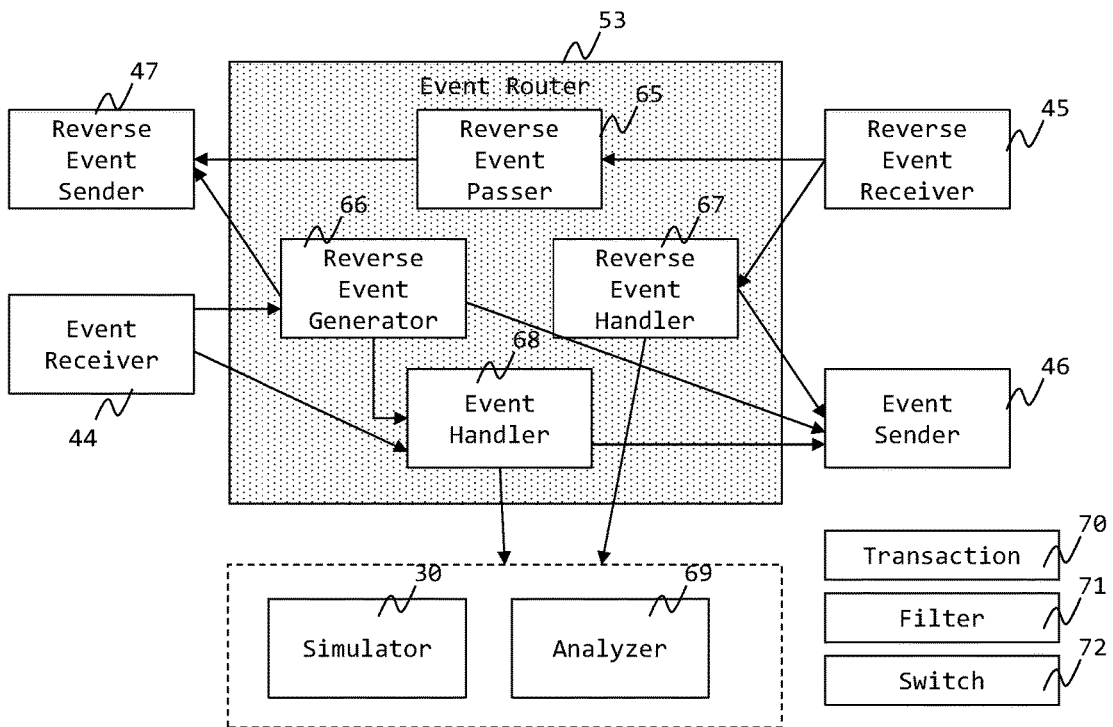 53
47
Event Router
65
45
Reverse
Event
Sender
Reverse
Event
Passer
Reverse
Event
Receiver
66
67
Reverse
Event
Generator
Reverse
Event
Handler
Event
Receiver
44
68
Event
Handler
46
Event
Sender
70
Transaction
30
69
71
Filter
Simulator
Analyzer
72
Switch